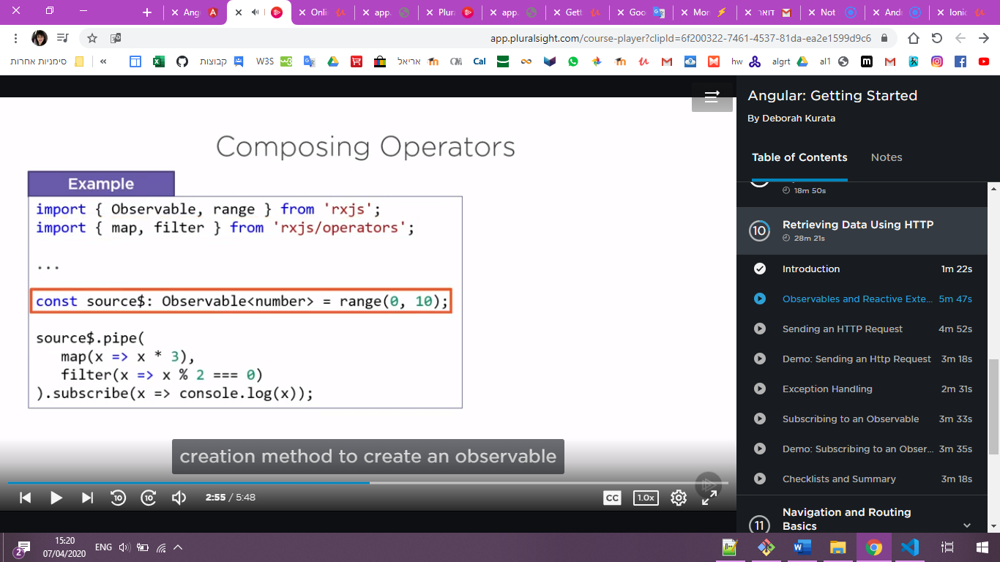 Ang
Onli
app.
Plura
app.
Gett
Goo
Mor
דואר
Not
Andr
Ionic
app.pluralsight.com/course-player?clipId=6f200322-7461-4537-81da-ea2e1599d9c6
סימניות אחרות
«
קבוצות
W3S
אריאל
Cal
hw
algrt
al1
Composing Operators
Example
import { Observable, range } from 'rxjs';
import { map, filter } from 'rxjs/operators';
...
const source$: Observable<number> = range(0, 10);
source$.pipe(
map(x => x * 3),
filter(x => x % 2 === 0)
).subscribe(x => console.log(x));
creation method to create an observable
10
10
2:55 / 5:48
CC
1.0x
Angular: Getting Started
By Deborah Kurata
Table of Contents
Notes
18m 50s
10
Retrieving Data Using HTTP
28m 21s
Introduction 1m 22s
Observables and Reactive Exte... 5m 47s
Sending an HTTP Request 4m 52s
Demo: Sending an Http Request 3m 18s
Exception Handling 2m 31s
Subscribing to an Observable 3m 33s
Demo: Subscribing to an Obser... 3m 35s
Checklists and Summary 3m 18s
11
Navigation and Routing
Basics
2
15:20
07/04/2020
ENG